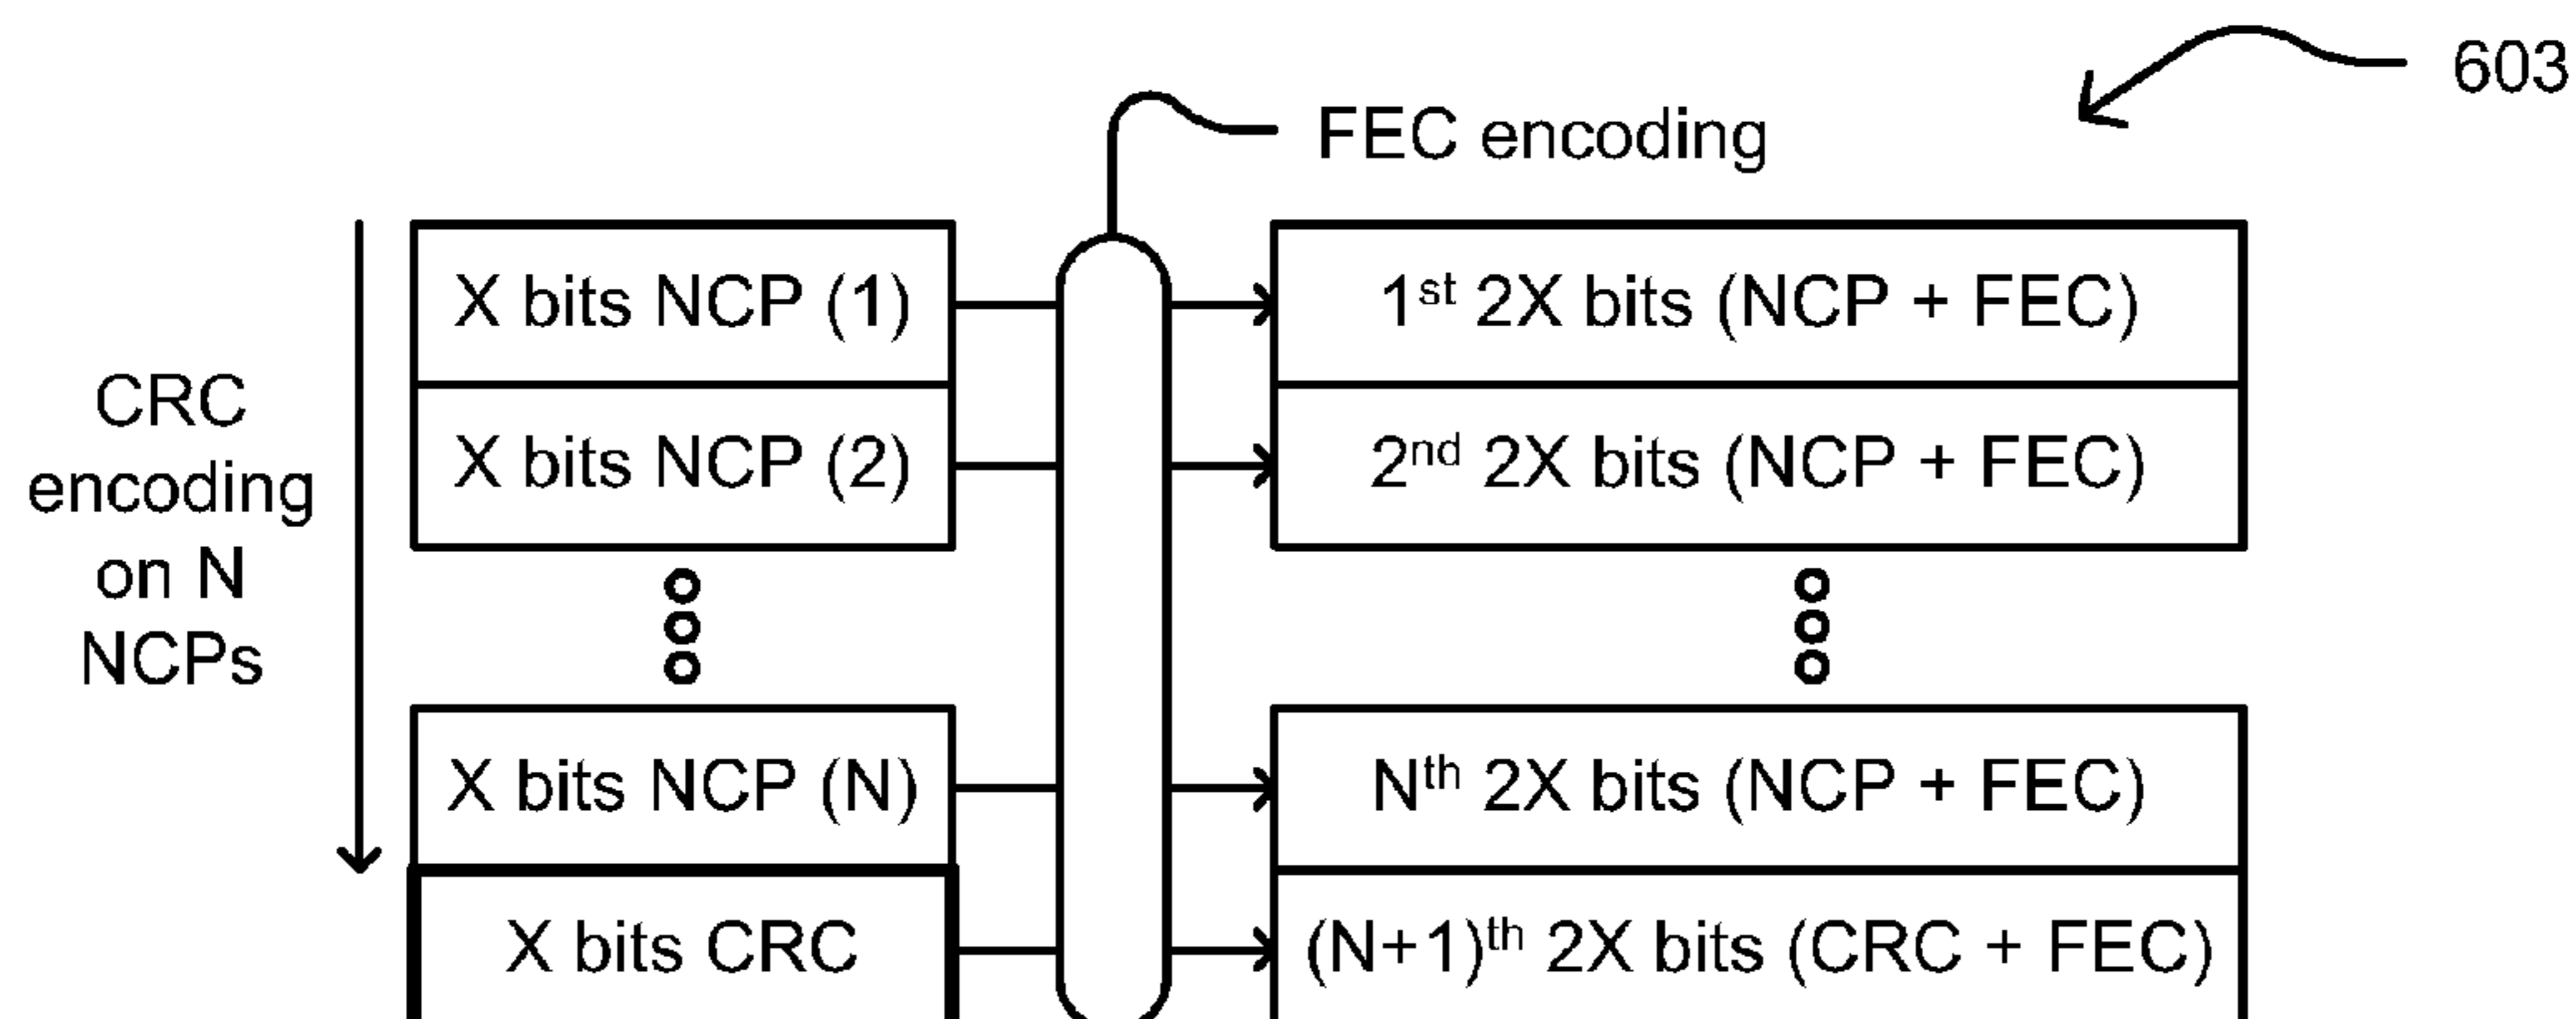 603
FEC encoding
CRC
encoding
on N
NCPs
X bits NCP (1)
1st 2X bits (NCP + FEC)
X bits NCP (2)
2nd 2X bits (NCP + FEC)
X bits NCP (N)
Nth 2X bits (NCP + FEC)
X bits CRC
(N+1)th 2X bits (CRC + FEC)